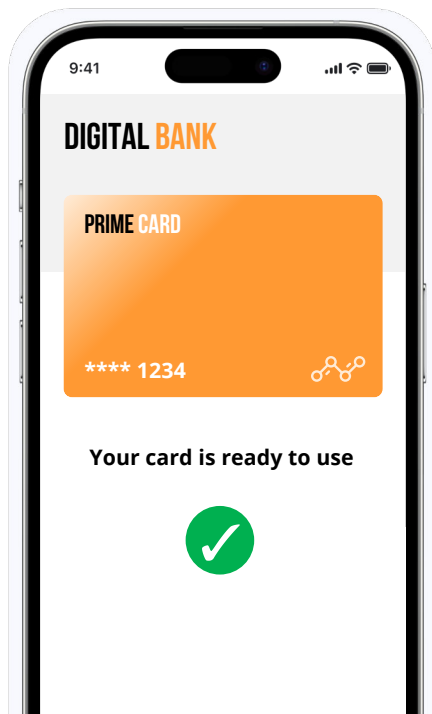 9:41
DIGITAL BANK
PRIME CARD
**** 1234
Your card is ready to use